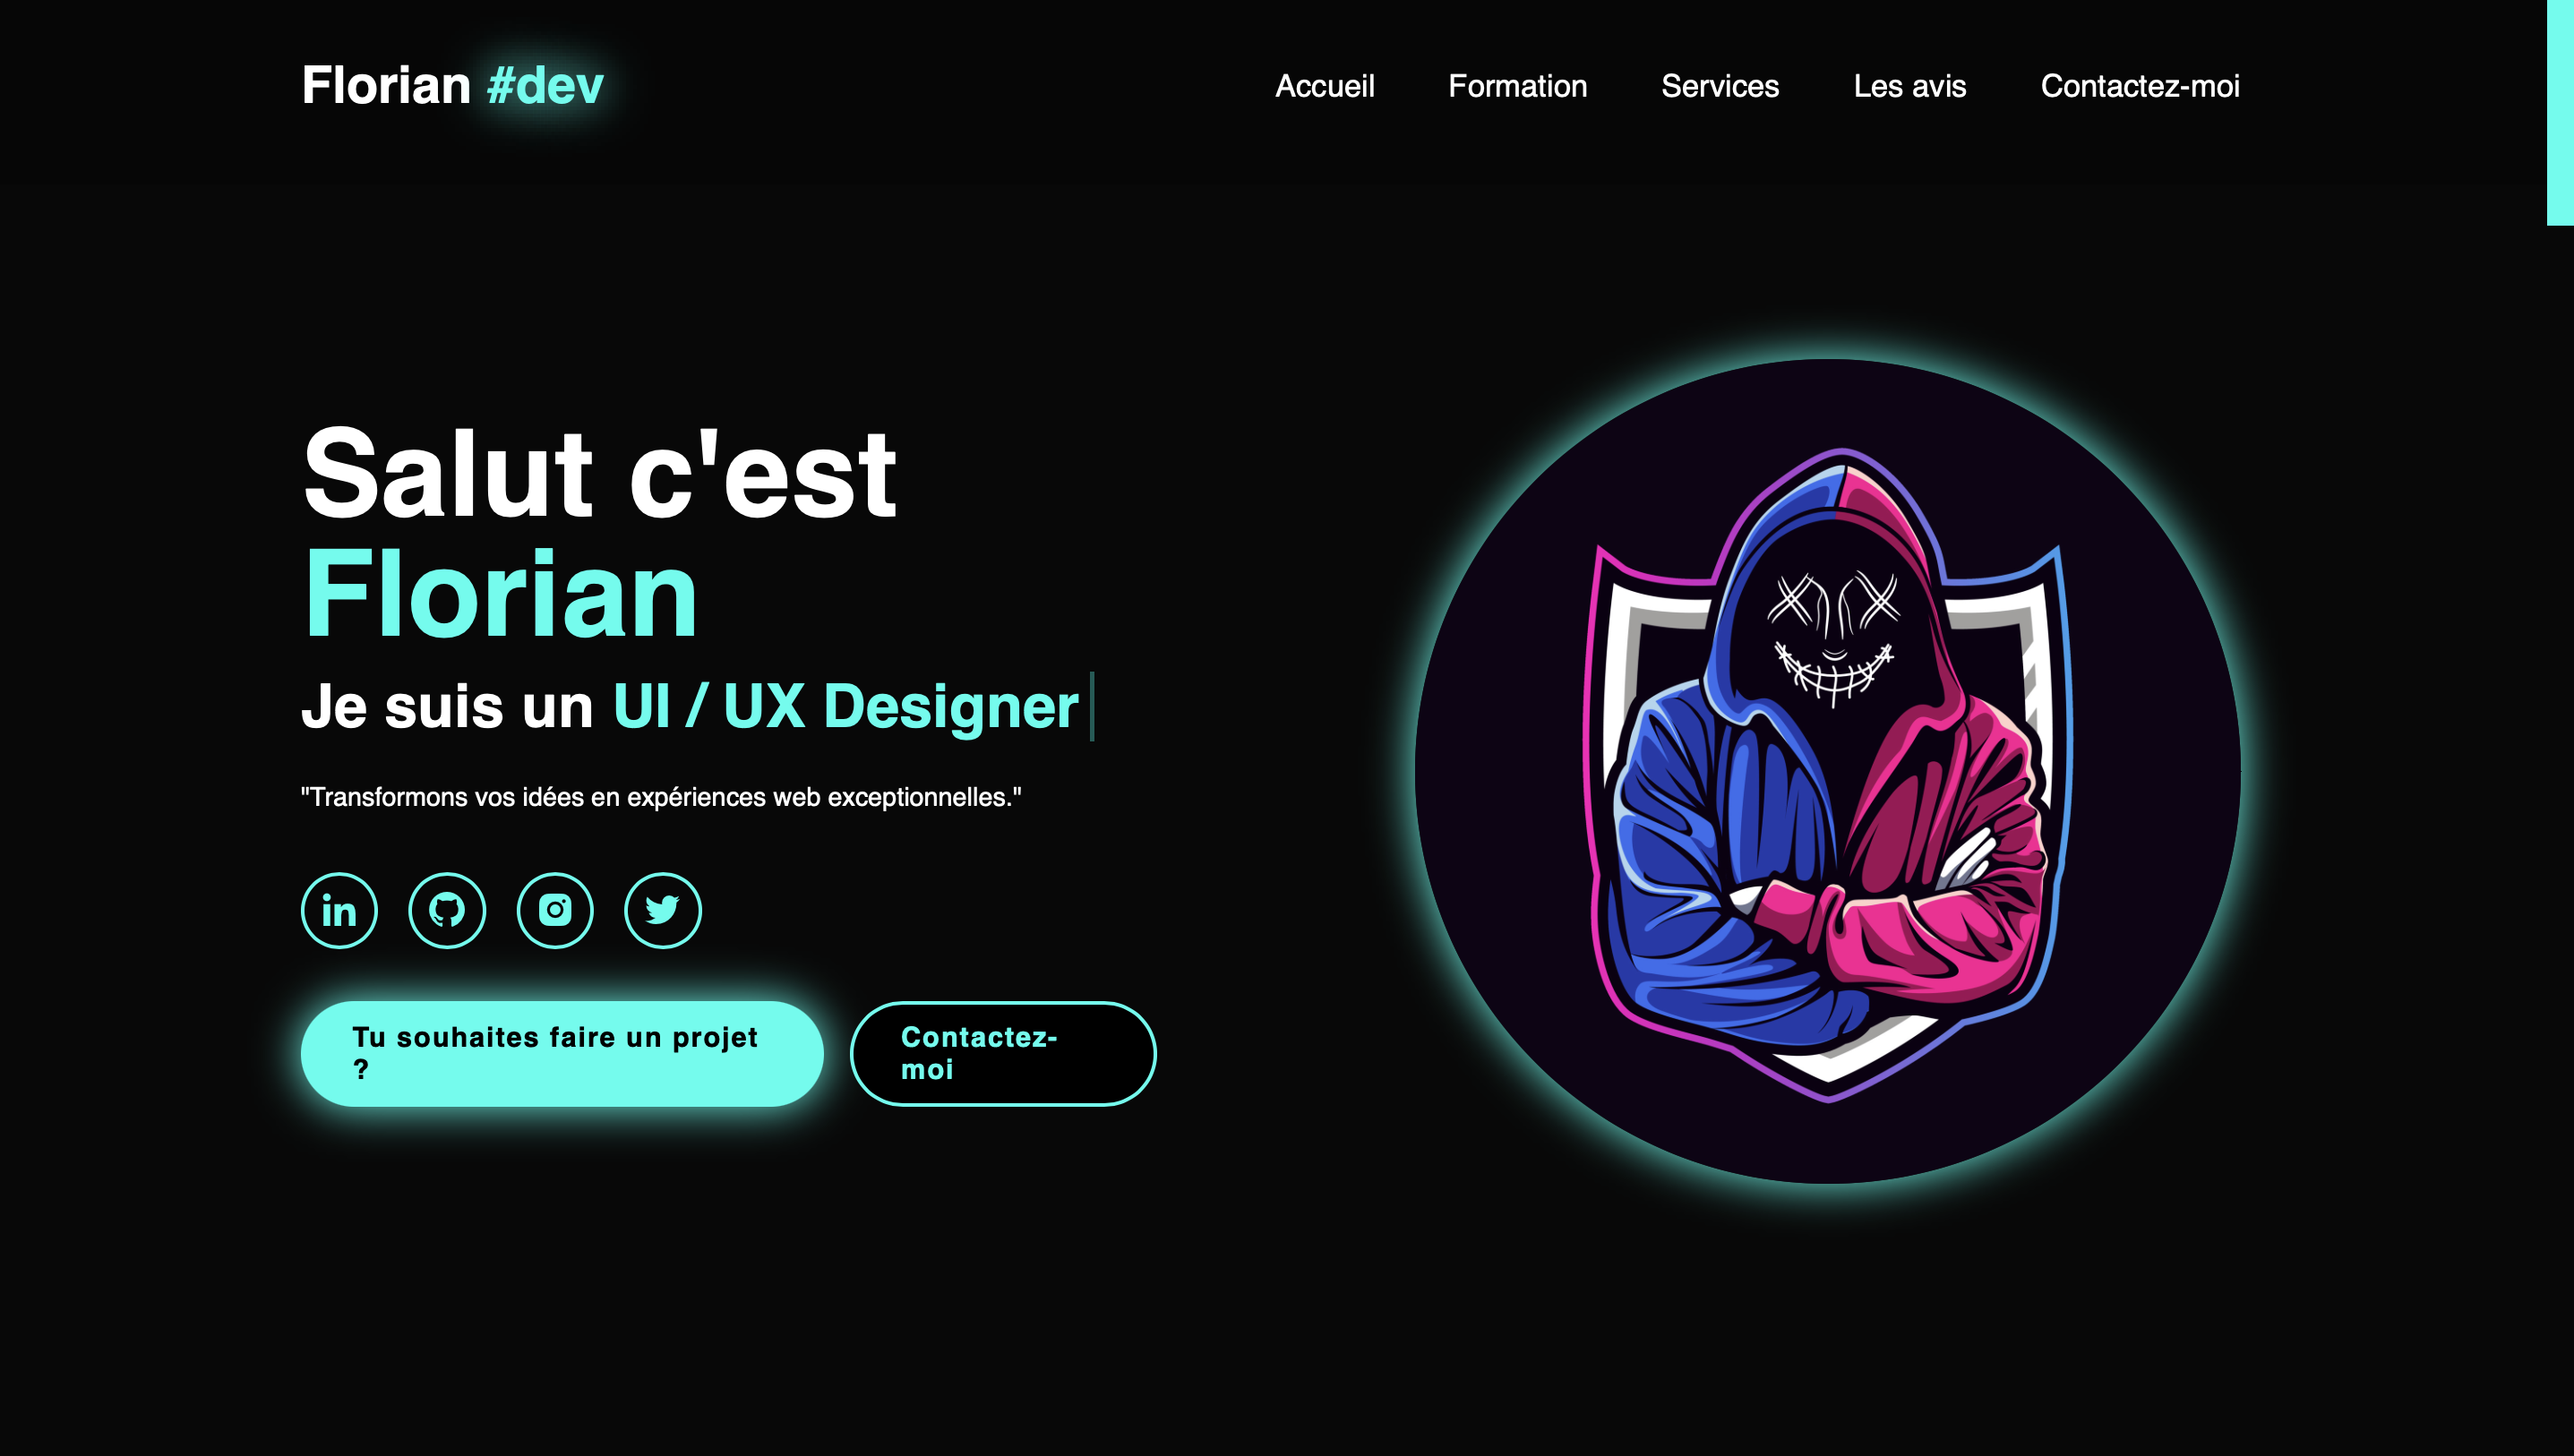 Florian #dev
Accueil Formation Services Les avis Contactez-moi
Salut c'est
Florian
Je suis un UI / UX Designer
"Transformons vos idées en expériences web exceptionnelles."
in
Tu souhaites faire un projet
?
Contactez-
moi